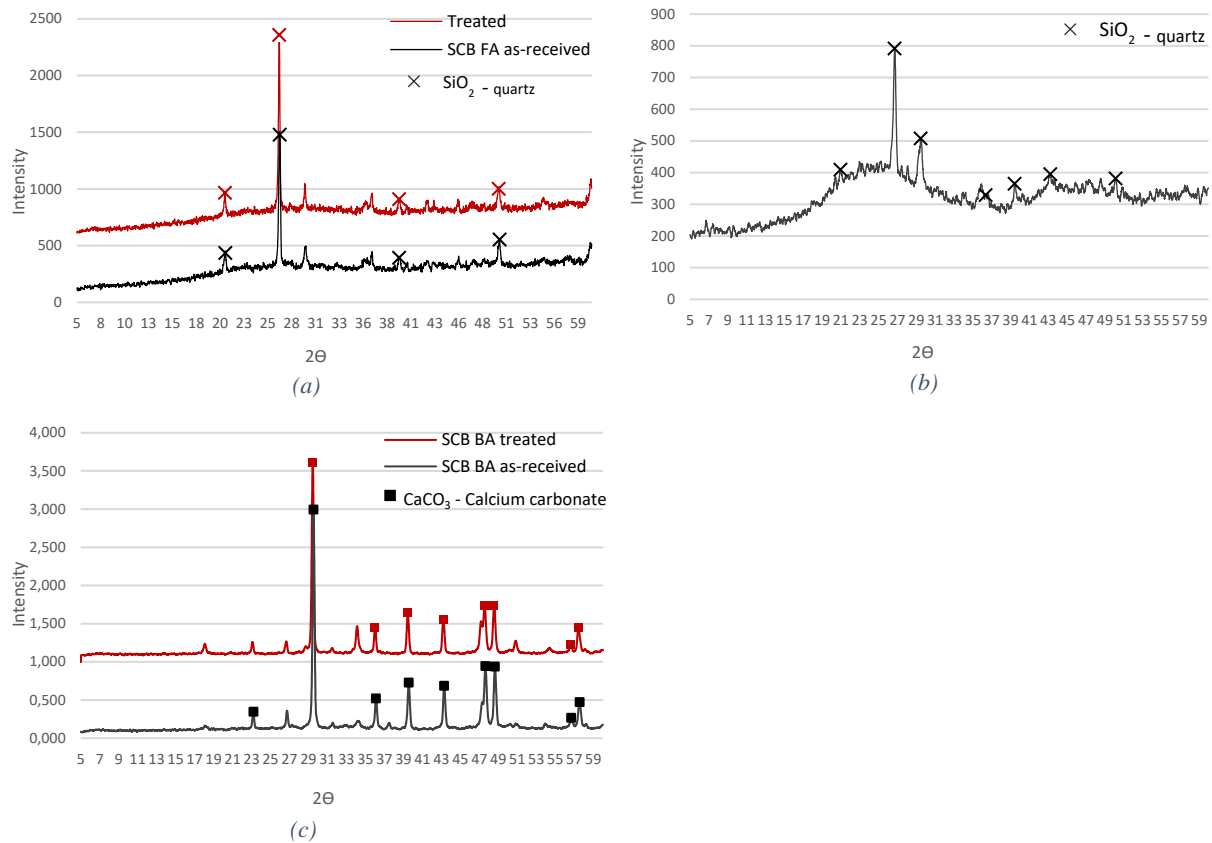 2500
2000
1500
1000
500
0
Intensity
5 8 10 13 15 18 20 23 25 28 31 33 36 38 41 43 46 48 51 54 56 59
2Ɵ
Treated
SCB FA as-received
SiO2 - quartz
(a)
900
800
700
600
500
400
300
200
100
0
Intensity
5 7 9 11 13 15 17 19 21 23 25 27 29 31 33 35 37 39 41 43 45 47 49 51 53 55 57 59
2Ɵ
SiO2 - quartz
(b)
4,000
3,500
3,000
2,500
2,000
1,500
1,000
0,500
0,000
Intensity
5 7 9 11 13 15 17 19 21 23 25 27 29 31 33 35 37 39 41 43 45 47 49 51 53 55 57 59
2Ɵ
SCB BA treated
SCB BA as-received
CaCO3 - Calcium carbonate
(c)